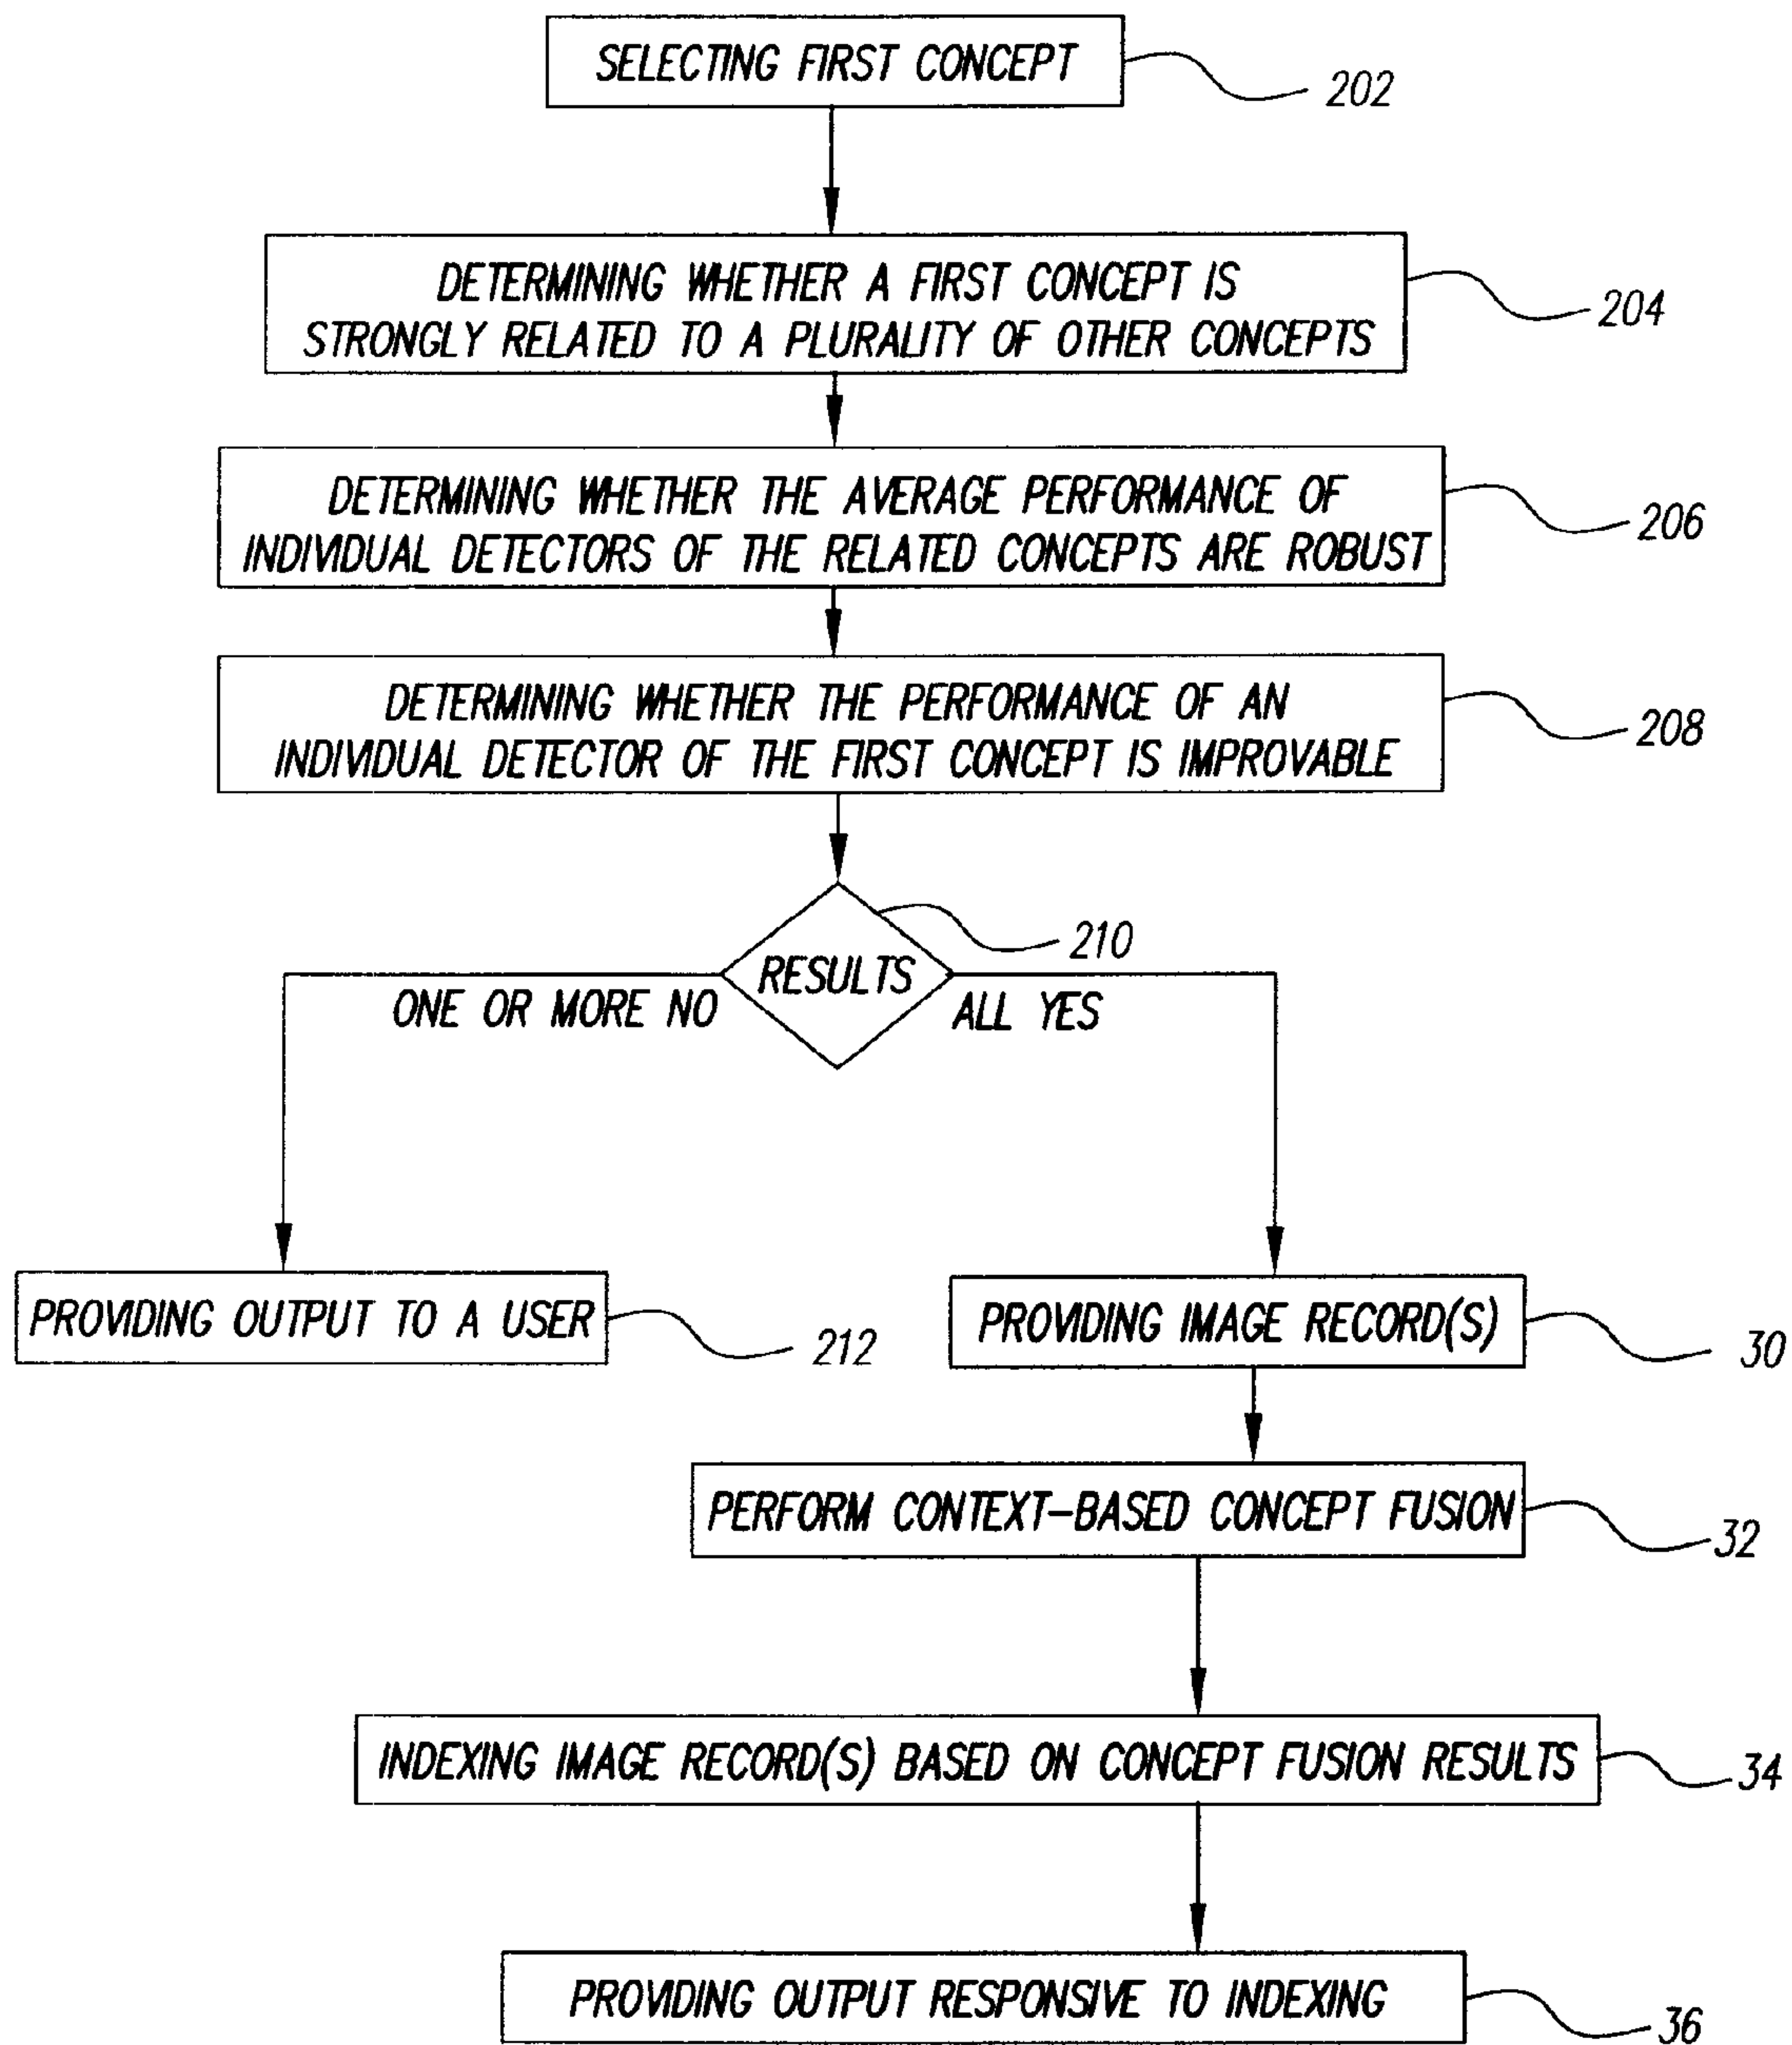 SELECTING FIRST CONCEPT
202
DETERMINING WHETHER A FIRST CONCEPT IS
STRONGLY RELATED TO A PLURALITY OF OTHER CONCEPTS
204
DETERMINING WHETHER THE AVERAGE PERFORMANCE OF
INDIVIDUAL DETECTORS OF THE RELATED CONCEPTS ARE ROBUST
206
DETERMINING WHETHER THE PERFORMANCE OF AN
INDIVIDUAL DETECTOR OF THE FIRST CONCEPT IS IMPROVABLE
208
210
RESULTS
ONE OR MORE NO
ALL YES
PROVIDING OUTPUT TO A USER
212
PROVIDING IMAGE RECORD(S)
30
PERFORM CONTEXT-BASED CONCEPT FUSION
32
INDEXING IMAGE RECORD(S) BASED ON CONCEPT FUSION RESULTS
34
PROVIDING OUTPUT RESPONSIVE TO INDEXING
36